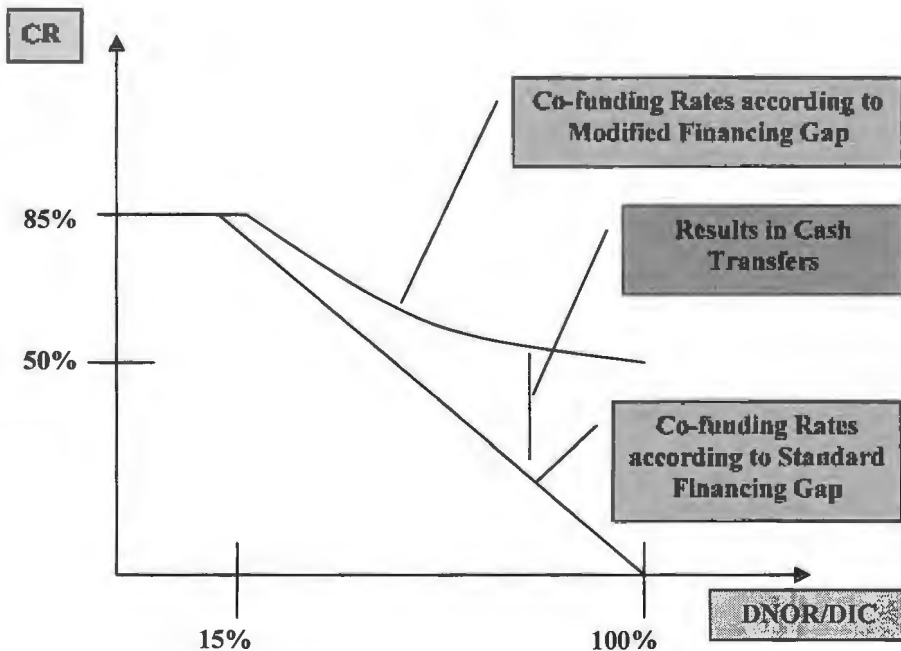 CR
Co-funding Rates according to
Modified Financing Gap
85%
Results in Cash
Transfers
50%
Co-funding Rates
according to Standard
Financing Gap
DNOR/DIC
15%
100%